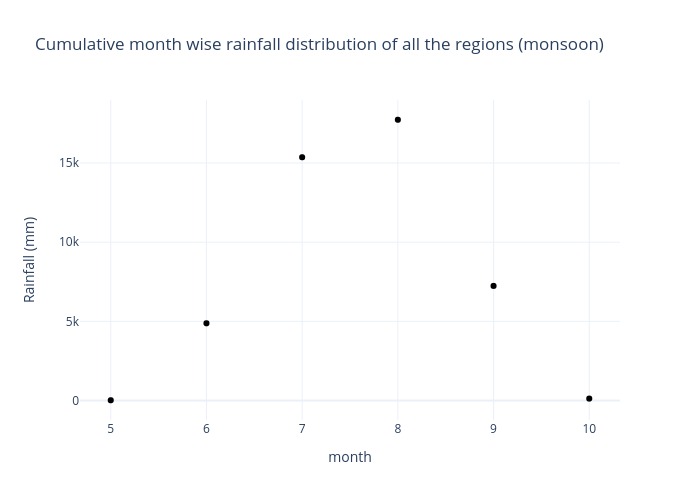 Cumulative month wise rainfall distribution of all the regions (monsoon)
15k
10k
5k
0
Rainfall (mm)
5 6 7 8 9 10
month